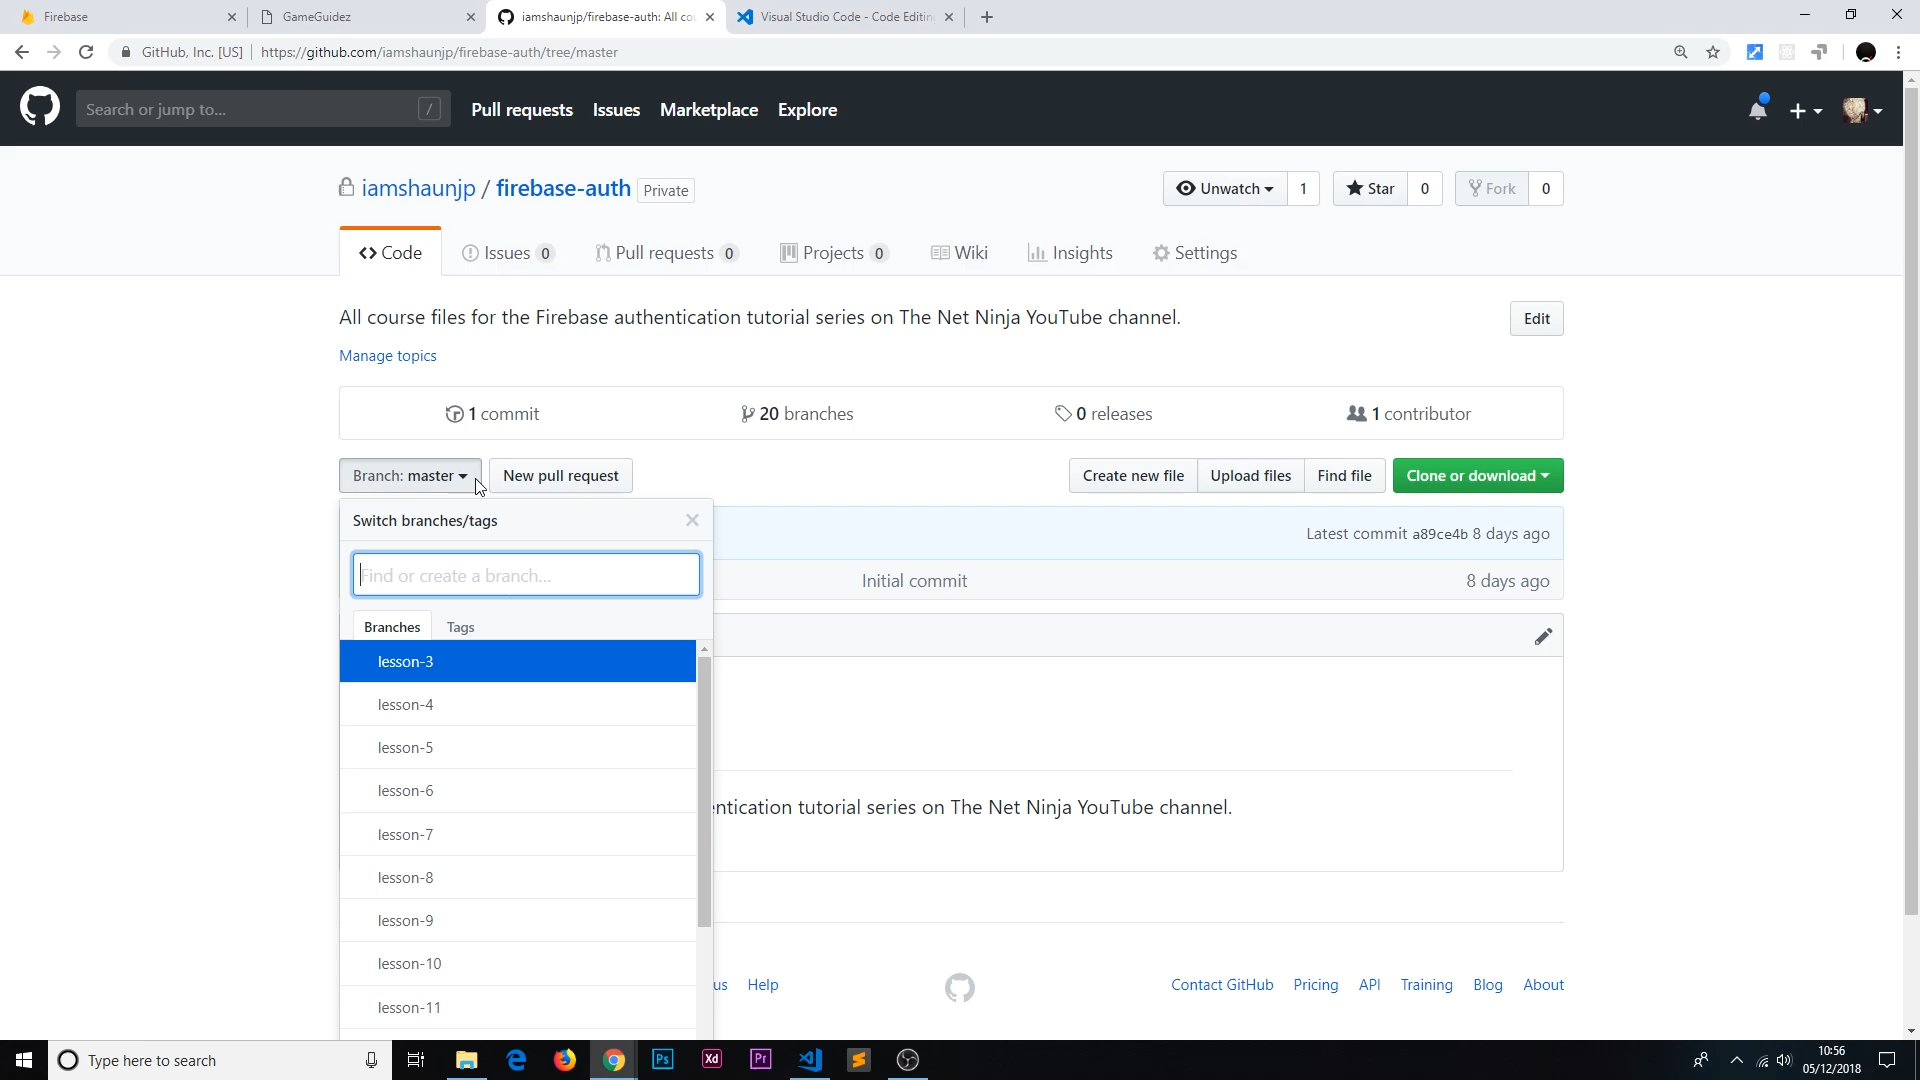 Firebase
GameGuidez
iamshaunjp/firebase-auth: All cou
Visual Studio Code - Code Editin
GitHub, Inc. [US]
https://github.com/iamshaunjp/firebase-auth/tree/master
Search or jump to...
/
Pull requests
Issues
Marketplace
Explore
iamshaunjp / firebase-auth
Private
Unwatch
1
Star
0
Fork
0
Code
Issues 0
Pull requests 0
Projects 0
Wiki
Insights
Settings
All course files for the Firebase authentication tutorial series on The Net Ninja YouTube channel.
Edit
Manage topics
1 commit
20 branches
0 releases
1 contributor
Branch: master
New pull request
Create new file
Upload files
Find file
Clone or download
Switch branches/tags
Latest commit a89ce4b 8 days ago
Find or create a branch...
Initial commit
8 days ago
Branches
Tags
lesson-3
lesson-4
lesson-5
lesson-6
lesson-7
lesson-8
lesson-9
lesson-10
lesson-11
entication tutorial series on The Net Ninja YouTube channel.
us
Help
Contact GitHub
Pricing
API
Training
Blog
About
Type here to search
Ps
Xd
Pr
10:56
05/12/2018